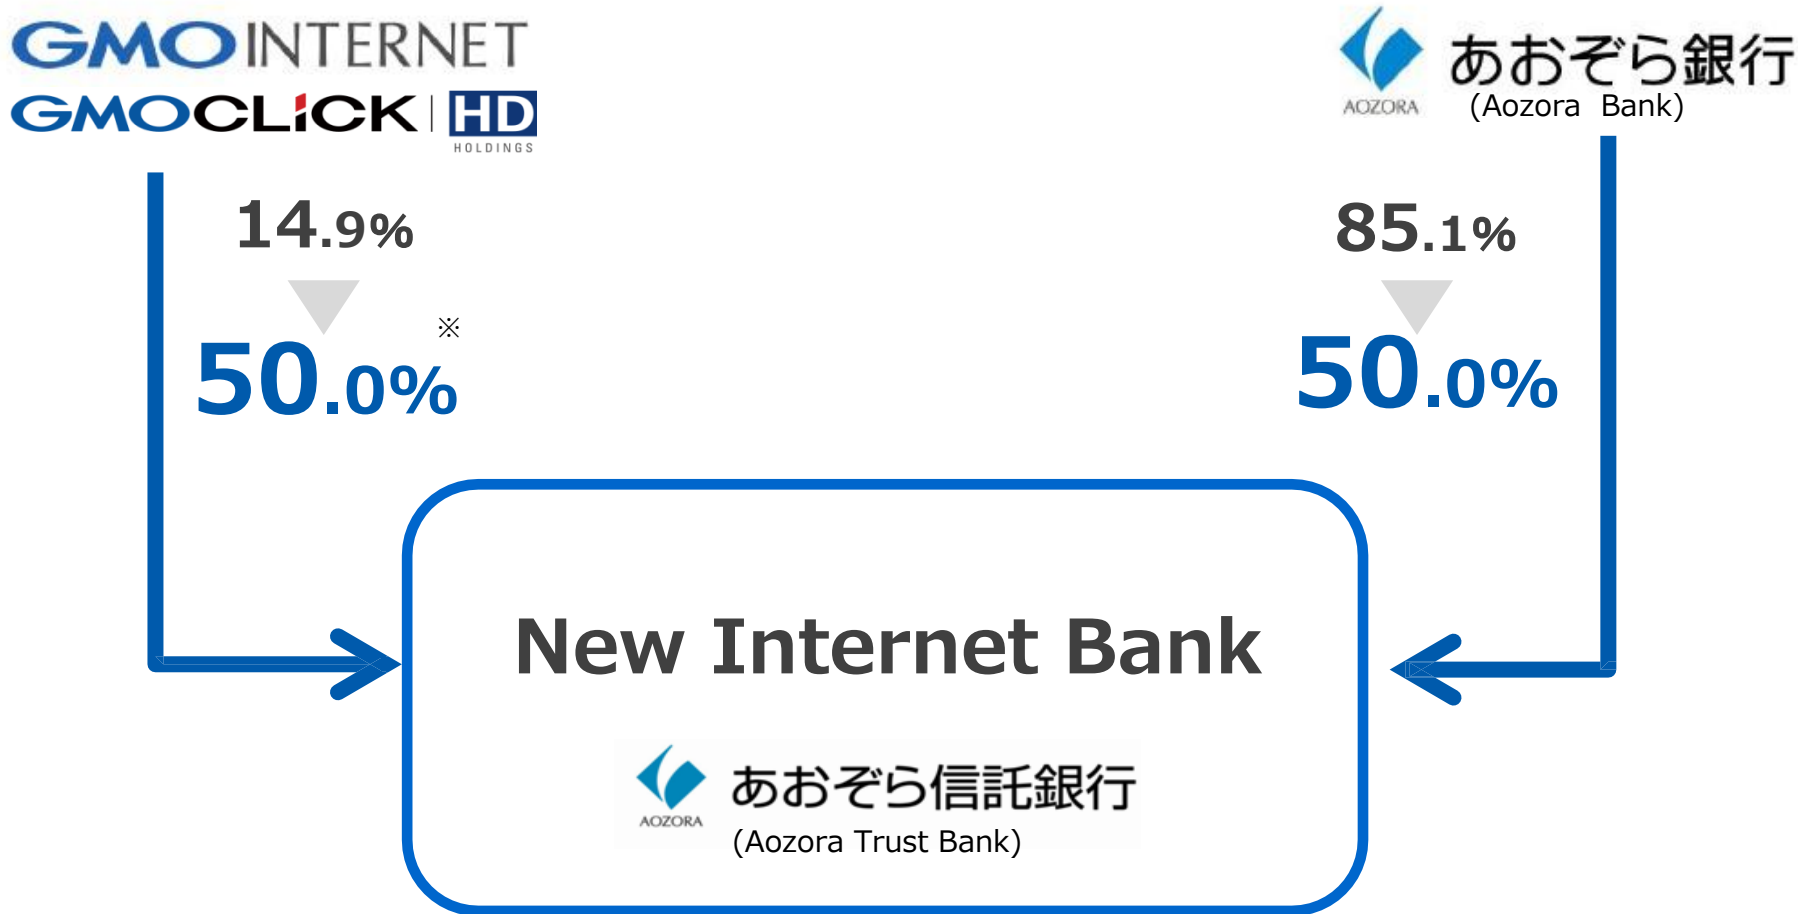 GMO INTERNET
GMOCLICK HD
HOLDINGS
あおぞら銀行
AOZORA
(Aozora Bank)
14.9%
※
50.0%
85.1%
50.0%
New Internet Bank
あおぞら信託銀行
AOZORA
(Aozora Trust Bank)